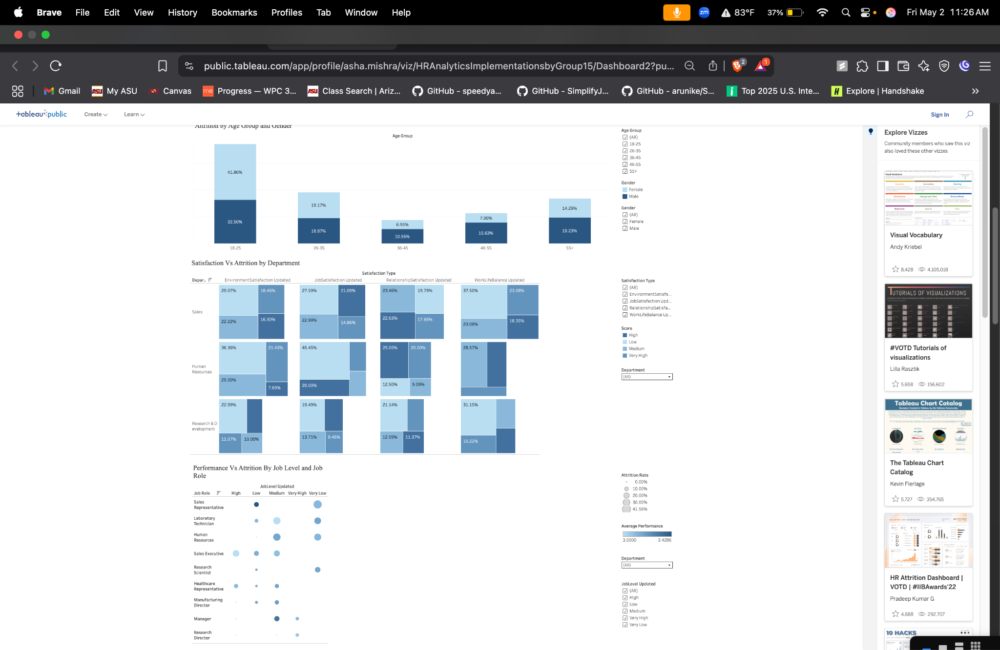 Brave File Edit View History Bookmarks Profiles Tab Window Help
zm 83°F 37% Fri May 2 11:26 AM
public.tableau.com/app/profile/asha.mishra/viz/HRAnalyticsImplementationsbyGroup15/Dashboard2?pu... 2 1
Gmail My ASU Canvas Progress — WPC 3... Class Search | Ariz... GitHub - speedya... GitHub - SimplifyJ... GitHub - arunike/S... Top 2025 U.S. Inte... Explore | Handshake
tableau public Create Learn Sign In
Attrition by Age Group and Gender
Age Group
41.86%
32.50%
19.17%
18.87%
6.95%
10.56%
7.00%
15.63%
14.29%
19.23%
18-25 26-35 36-45 46-55 55+
Age Group
(All)
18-25
26-35
36-45
46-55
55+
Gender
Female
Male
Gender
(All)
Female
Male
Satisfaction Vs Attrition by Department
Satisfaction Type
Depar.. EnvironmentSatisfaction Updated JobSatisfaction Updated RelationshipSatisfaction Updated WorkLifeBalance Updated
Sales
29.07% 18.46% 27.59% 21.09% 23.46% 19.79% 37.50% 23.08%
22.22% 16.30% 22.99% 14.86% 22.63% 17.65% 23.08% 18.35%
Human
Resources
36.36% 21.43% 45.45% 25.00% 20.00% 28.57%
25.00% 7.69% 20.00% 12.50% 9.09%
Research & D
evelopment
22.99% 19.49% 21.14% 31.15%
11.07% 10.00% 13.71% 9.46% 12.09% 11.37% 15.22%
Satisfaction Type
(All)
EnvironmentSatisfa...
JobSatisfaction Upd...
RelationshipSatisfa...
WorkLifeBalance Up...
Score
High
Low
Medium
Very High
Department
(All)
Performance Vs Attrition By Job Level and Job
Role
JobLevel Updated
Job Role High Low Medium Very High Very Low
Sales
Representative
Laboratory
Technician
Human
Resources
Sales Executive
Research
Scientist
Healthcare
Representative
Manufacturing
Director
Manager
Research
Director
Attrition Rate
0.00%
10.00%
20.00%
30.00%
41.56%
Average Performance
3.0000 3.4286
Department
(All)
JobLevel Updated
(All)
High
Low
Medium
Very High
Very Low
Explore Vizzes
Community members who saw this viz
also loved these other vizzes
Visual Vocabulary
Visual Vocabulary
Andy Kriebel
8,428 4,105,018
TUTORIALS OF VISUALIZATIONS
#VOTD Tutorials of
visualizations
Lilla Rasztik
5,658 156,602
Tableau Chart Catalog
The Tableau Chart
Catalog
Kevin Flerlage
5,727 354,765
HR ATTRITION DASHBOARD
HR Attrition Dashboard |
VOTD | #IIBAwards'22
Pradeep Kumar G
4,688 292,707
10 HACKS